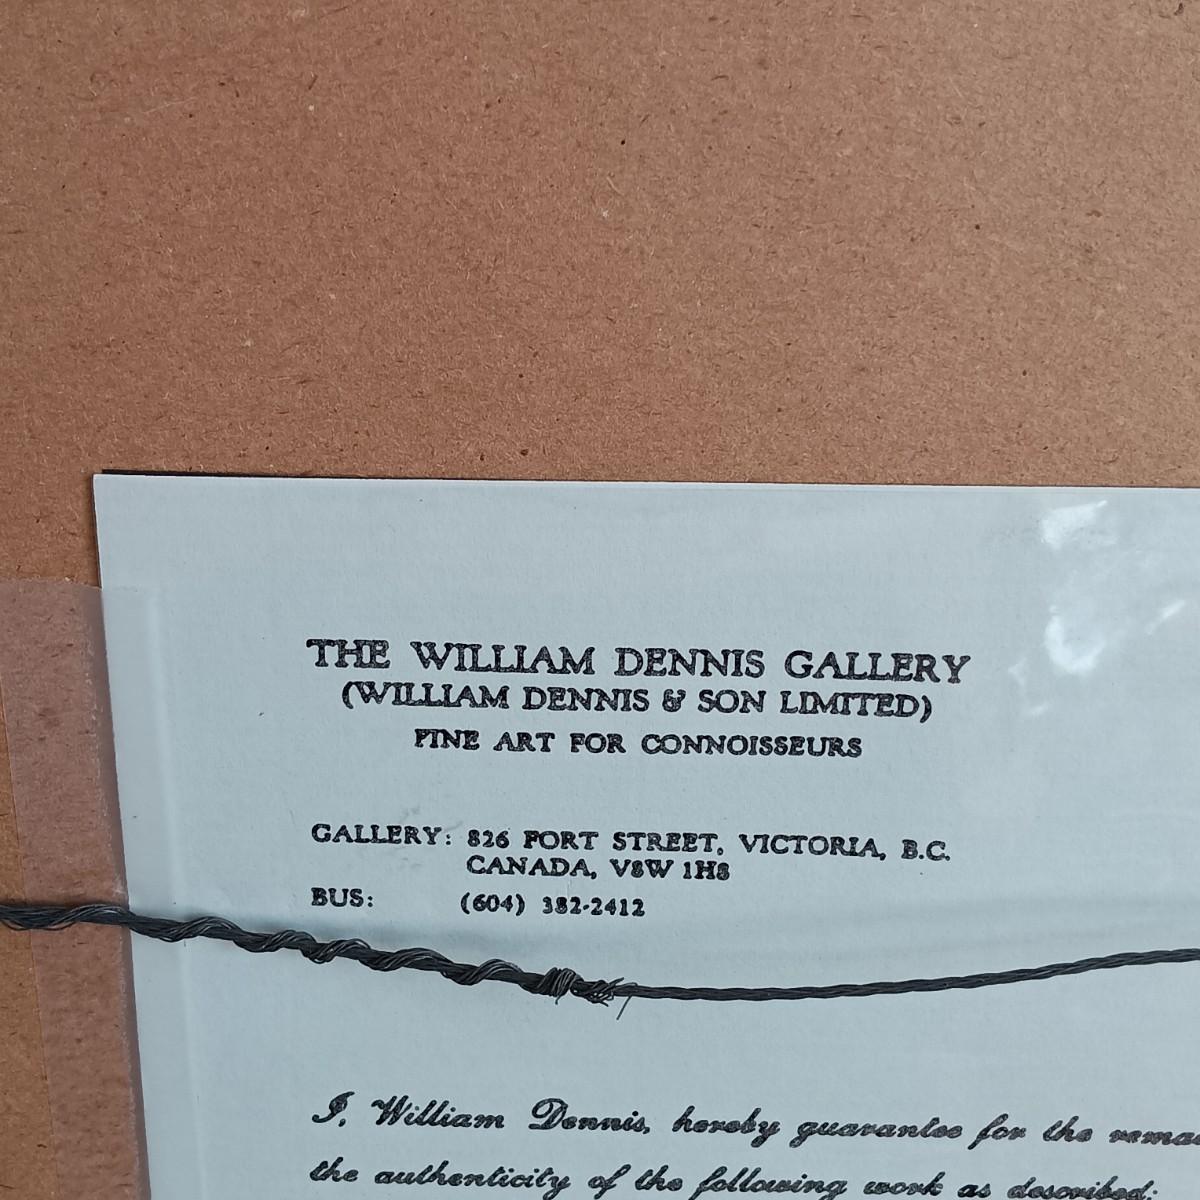 THE WILLIAM DENNIS GALLERY
(WILLIAM DENNIS & SON LIMITED)
FINE ART FOR CONNOISSEURS
GALLERY: 826 FORT STREET, VICTORIA, B.C.
CANADA, V8W 1H8
BUS: (604) 382-2412
I, William Dennis, hereby guarantee for the
the authenticity of the following work as described: